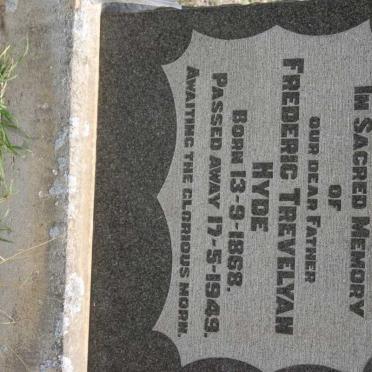 In Sacred Memory
of
our dear Father
Frederic Trevelyan
Hyde
Born 13-9-1868.
Passed away 17-5-1949.
Awaiting the glorious morn.